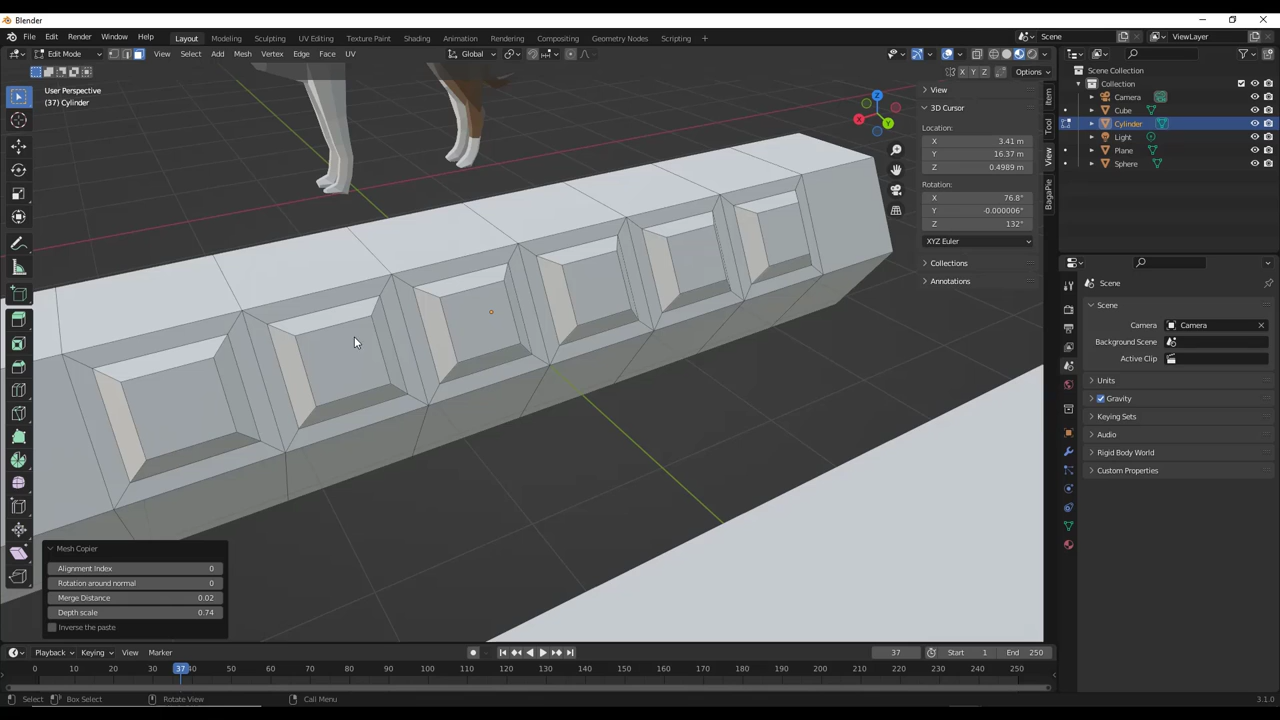 Blender
File Edit Render Window Help Layout Modeling Sculpting UV Editing Texture Paint Shading Animation Rendering Compositing Geometry Nodes Scripting + Scene ViewLayer
Edit Mode View Select Add Mesh Vertex Edge Face UV Global
X Y Z Options
User Perspective
(37) Cylinder
Z
X
Y
View
3D Cursor
Location:
X 3.41 m
Y 16.37 m
Z 0.4989 m
Rotation:
X 76.8°
Y -0.000006°
Z 132°
XYZ Euler
Collections
Annotations
Item
Tool
View
BagaPie
Scene Collection
Collection
Camera
Cube
Cylinder
Light
Plane
Sphere
Scene
Scene
Camera Camera
Background Scene
Active Clip
Units
Gravity
Keying Sets
Audio
Rigid Body World
Custom Properties
Mesh Copier
Alignment Index 0
Rotation around normal 0
Merge Distance 0.02
Depth scale 0.74
Inverse the paste
Playback Keying View Marker 37 Start 1 End 250
0 10 20 30 37 40 50 60 70 80 90 100 110 120 130 140 150 160 170 180 190 200 210 220 230 240 250
Select Box Select Rotate View Call Menu 3.1.0